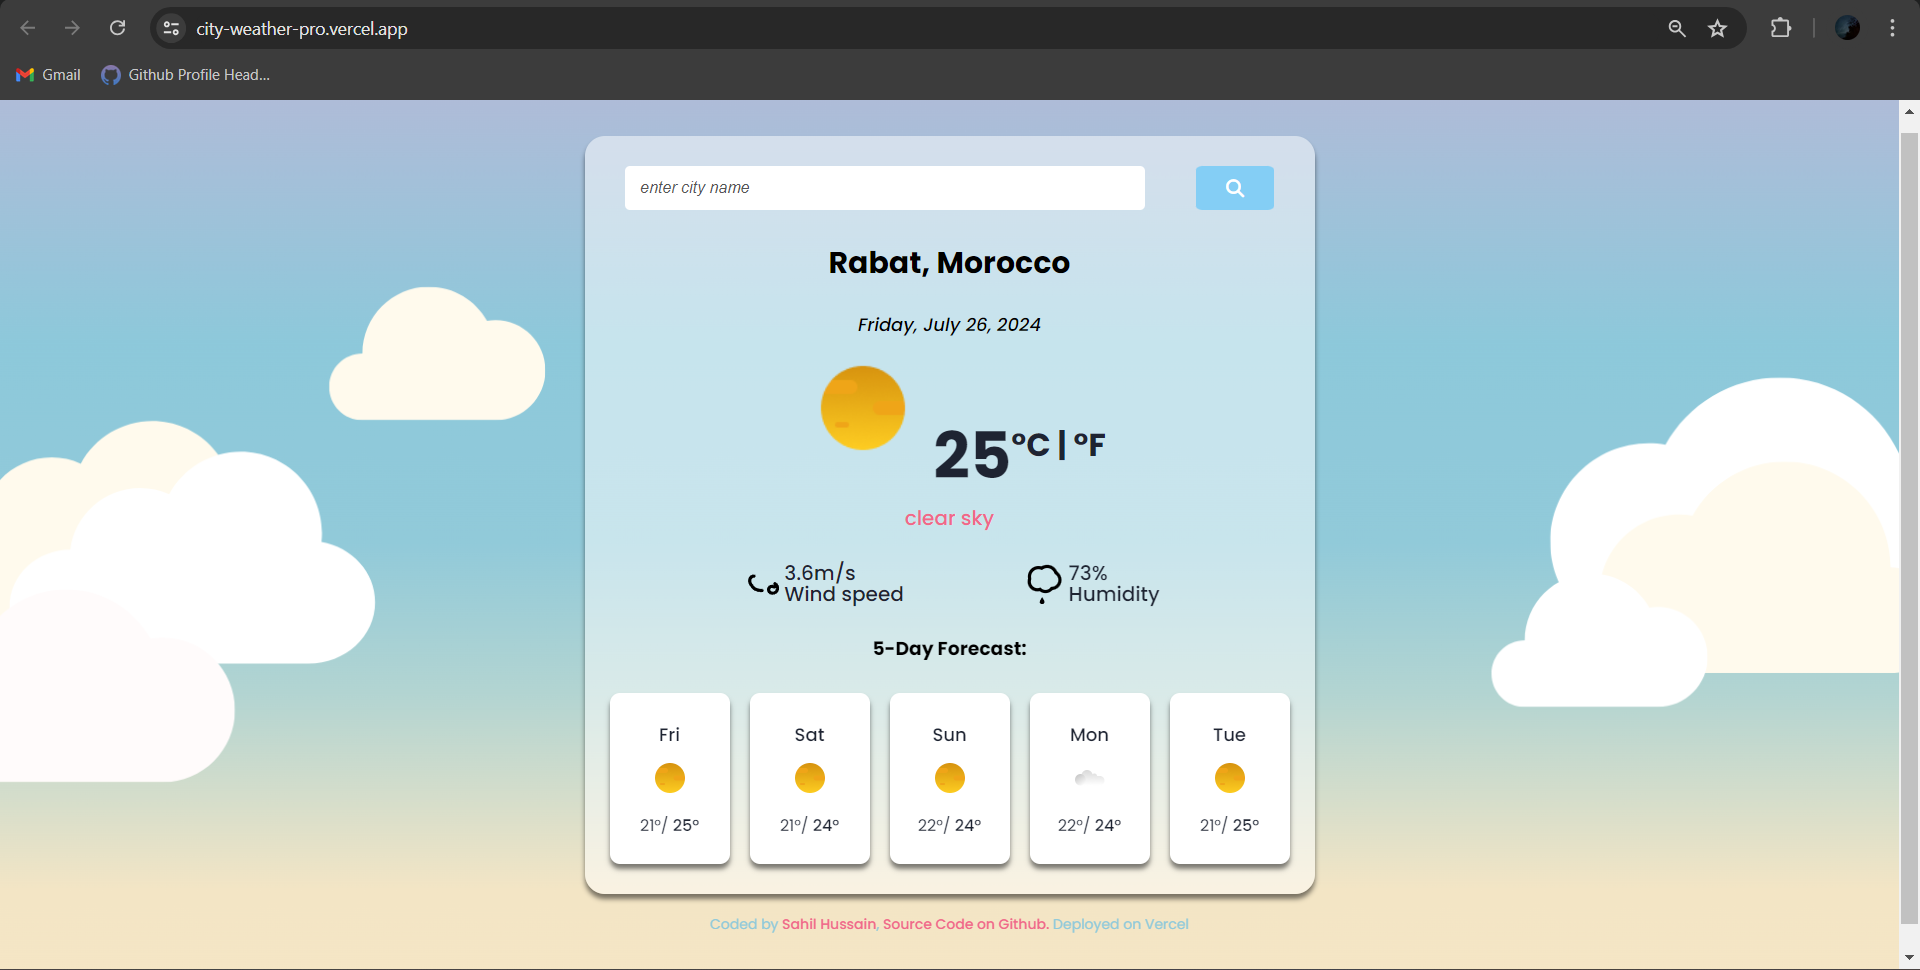 city-weather-pro.vercel.app
Gmail
Github Profile Head...
enter city name
Rabat, Morocco
Friday, July 26, 2024
25°C | °F
clear sky
3.6m/s
Wind speed
73%
Humidity
5-Day Forecast:
Fri
21°/ 25°
Sat
21°/ 24°
Sun
22°/ 24°
Mon
22°/ 24°
Tue
21°/ 25°
Coded by Sahil Hussain, Source Code on Github. Deployed on Vercel